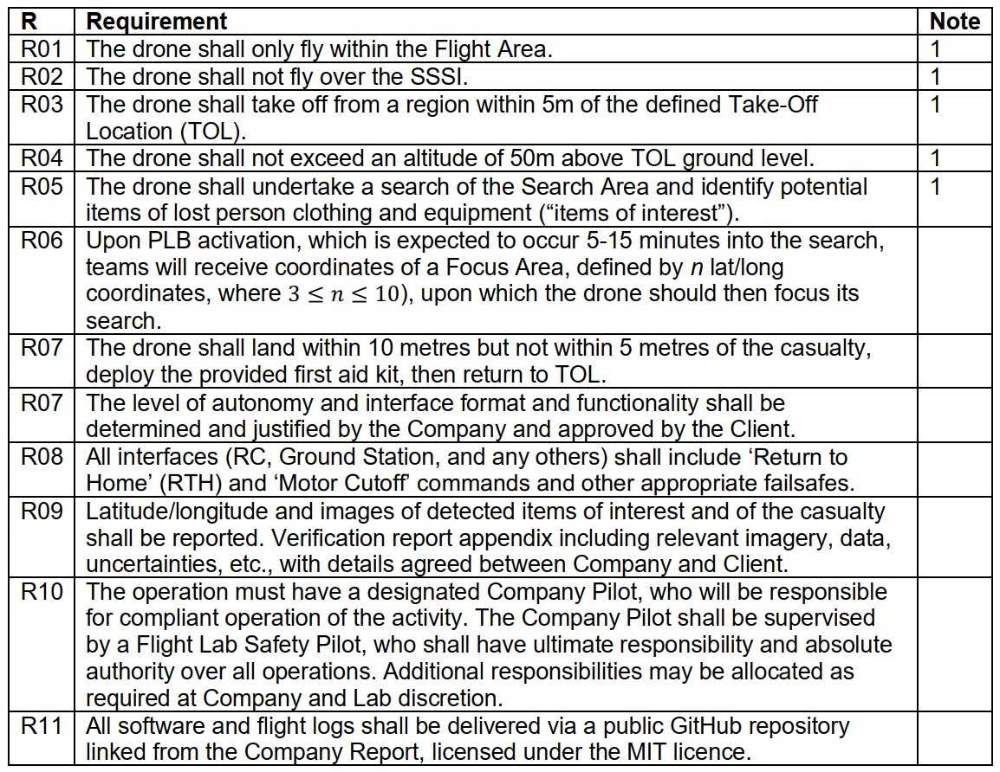 R Requirement Note
R01 The drone shall only fly within the Flight Area. 1
R02 The drone shall not fly over the SSSI. 1
R03 The drone shall take off from a region within 5m of the defined Take-Off 1
Location (TOL).
R04 The drone shall not exceed an altitude of 50m above TOL ground level. 1
R05 The drone shall undertake a search of the Search Area and identify potential 1
items of lost person clothing and equipment (“items of interest”).
R06 Upon PLB activation, which is expected to occur 5-15 minutes into the search,
teams will receive coordinates of a Focus Area, defined by n lat/long
coordinates, where 3 ≤ n ≤ 10), upon which the drone should then focus its
search.
R07 The drone shall land within 10 metres but not within 5 metres of the casualty,
deploy the provided first aid kit, then return to TOL.
R07 The level of autonomy and interface format and functionality shall be
determined and justified by the Company and approved by the Client.
R08 All interfaces (RC, Ground Station, and any others) shall include ‘Return to
Home’ (RTH) and ‘Motor Cutoff’ commands and other appropriate failsafes.
R09 Latitude/longitude and images of detected items of interest and of the casualty
shall be reported. Verification report appendix including relevant imagery, data,
uncertainties, etc., with details agreed between Company and Client.
R10 The operation must have a designated Company Pilot, who will be responsible
for compliant operation of the activity. The Company Pilot shall be supervised
by a Flight Lab Safety Pilot, who shall have ultimate responsibility and absolute
authority over all operations. Additional responsibilities may be allocated as
required at Company and Lab discretion.
R11 All software and flight logs shall be delivered via a public GitHub repository
linked from the Company Report, licensed under the MIT licence.